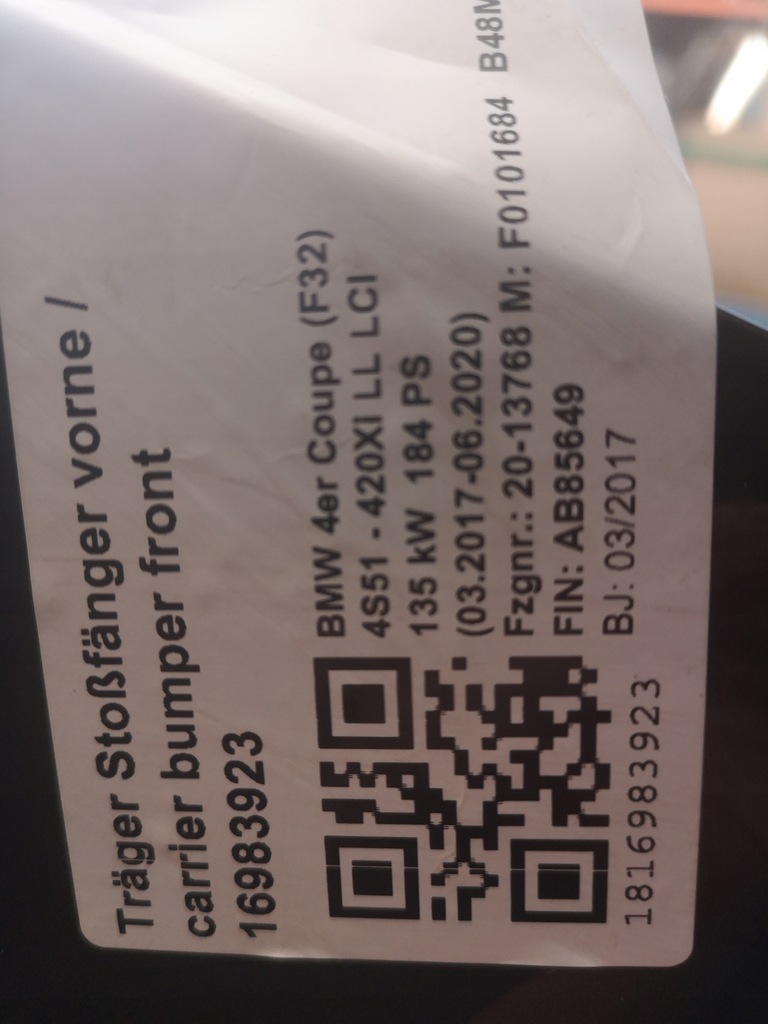 Träger Stoßfänger vorne /
carrier bumper front
16983923
BMW 4er Coupe (F32)
4S51 - 420XI LL LCI
135 kW 184 PS
(03.2017-06.2020)
Fzgnr.: 20-13768 M: F0101684 B48M
FIN: AB85649
BJ: 03/2017
1816983923